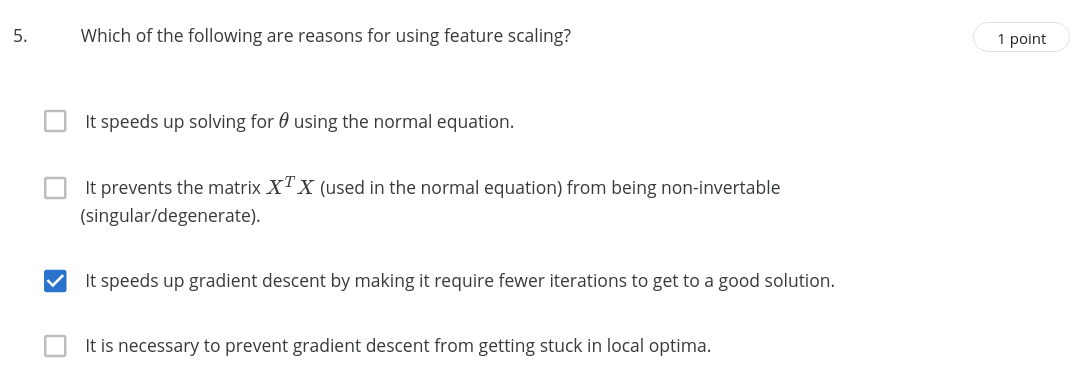 5. Which of the following are reasons for using feature scaling? 1 point
It speeds up solving for θ using the normal equation.
It prevents the matrix XᵀX (used in the normal equation) from being non-invertable
(singular/degenerate).
It speeds up gradient descent by making it require fewer iterations to get to a good solution.
It is necessary to prevent gradient descent from getting stuck in local optima.